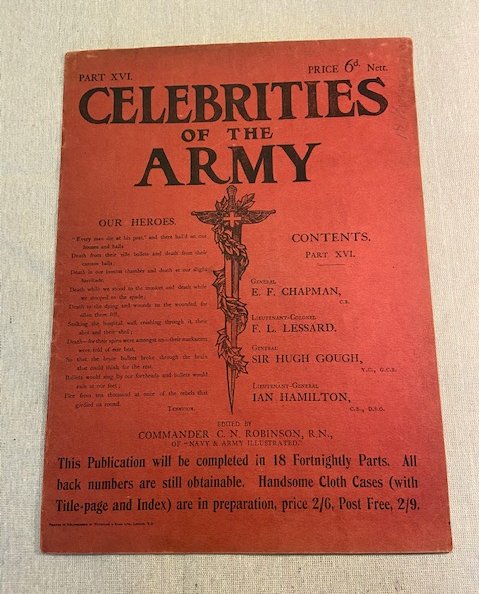 PART XVI.
PRICE 6d. Nett.
CELEBRITIES
OF THE
ARMY
OUR HEROES.
"Every man die at his post," and there hail'd on our
houses and halls
Death from their rifle bullets and death from their
cannon balls
Death in our inmost chamber and death at our slight
barricade,
Death while we stood to the musket and death while
we stooped to the spade,
Death to the dying and wounds to the wounded for
often there fell,
Striking the hospital wall, crashing through it, their
shot and their shell;
Death—for their spies were amongst us—their marksmen
were told of our best,
So that the brute bullets broke through the brain
that could think for the rest.
Bullets would sing by our foreheads and bullets would
rain at our feet;
Fire from ten thousand at once of the rebels that
girdled us round.
TENNYSON.
CONTENTS.
PART XVI.
GENERAL
E. F. CHAPMAN,
C.B.
LIEUTENANT-COLONEL
F. L. LESSARD.
GENERAL
SIR HUGH GOUGH,
V.C., G.C.B.
LIEUTENANT-GENERAL
IAN HAMILTON,
C.B., D.S.O.
EDITED BY
COMMANDER C. N. ROBINSON, R.N.,
OF "NAVY & ARMY ILLUSTRATED."
This Publication will be completed in 18 Fortnightly Parts. All
back numbers are still obtainable. Handsome Cloth Cases (with
Title-page and Index) are in preparation, price 2/6, Post Free, 2/9.